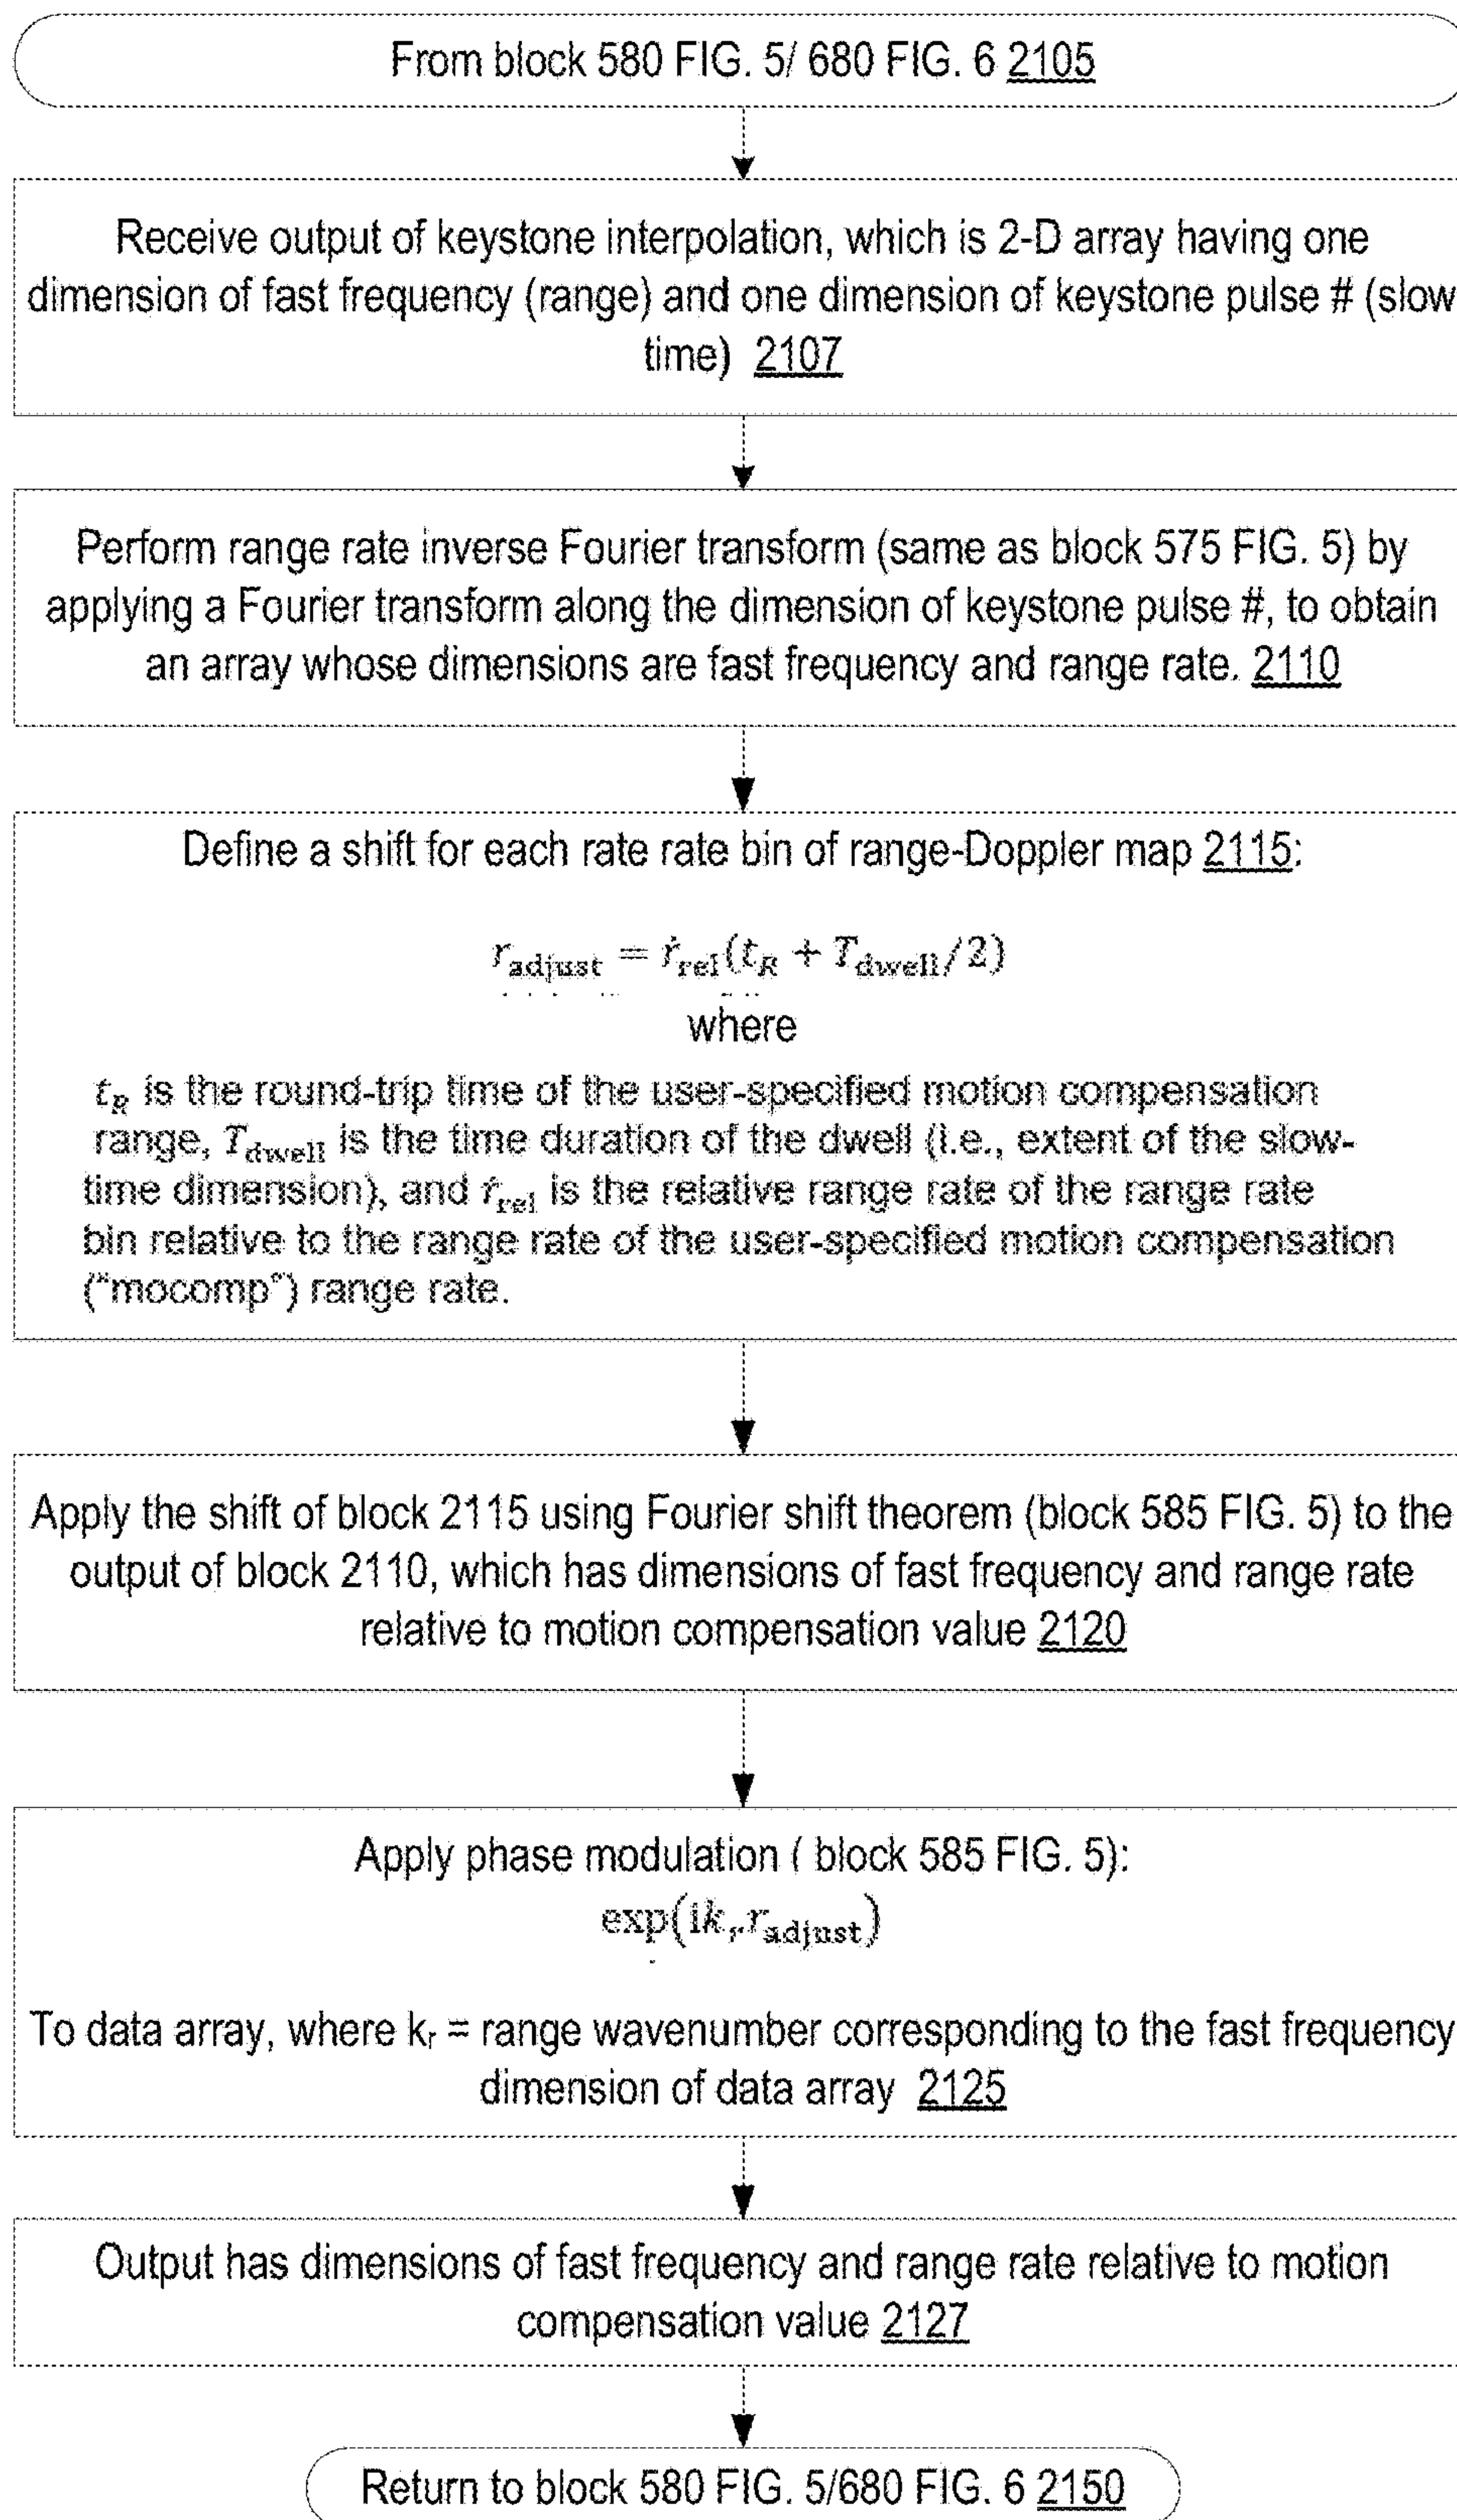 From block 580 FIG. 5/ 680 FIG. 6 2105
Receive output of keystone interpolation, which is 2-D array having one
dimension of fast frequency (range) and one dimension of keystone pulse # (slow
time) 2107
Perform range rate inverse Fourier transform (same as block 575 FIG. 5) by
applying a Fourier transform along the dimension of keystone pulse #, to obtain
an array whose dimensions are fast frequency and range rate. 2110
Define a shift for each rate rate bin of range-Doppler map 2115:
r_adjust = ṙ_rel(t_R + T_dwell/2)
where
t_R is the round-trip time of the user-specified motion compensation
range, T_dwell is the time duration of the dwell (i.e., extent of the slow-
time dimension), and ṙ_rel is the relative range rate of the range rate
bin relative to the range rate of the user-specified motion compensation
("mocomp") range rate.
Apply the shift of block 2115 using Fourier shift theorem (block 585 FIG. 5) to the
output of block 2110, which has dimensions of fast frequency and range rate
relative to motion compensation value 2120
Apply phase modulation ( block 585 FIG. 5):
exp(ik_r r_adjust)
To data array, where k_r = range wavenumber corresponding to the fast frequency
dimension of data array 2125
Output has dimensions of fast frequency and range rate relative to motion
compensation value 2127
Return to block 580 FIG. 5/680 FIG. 6 2150